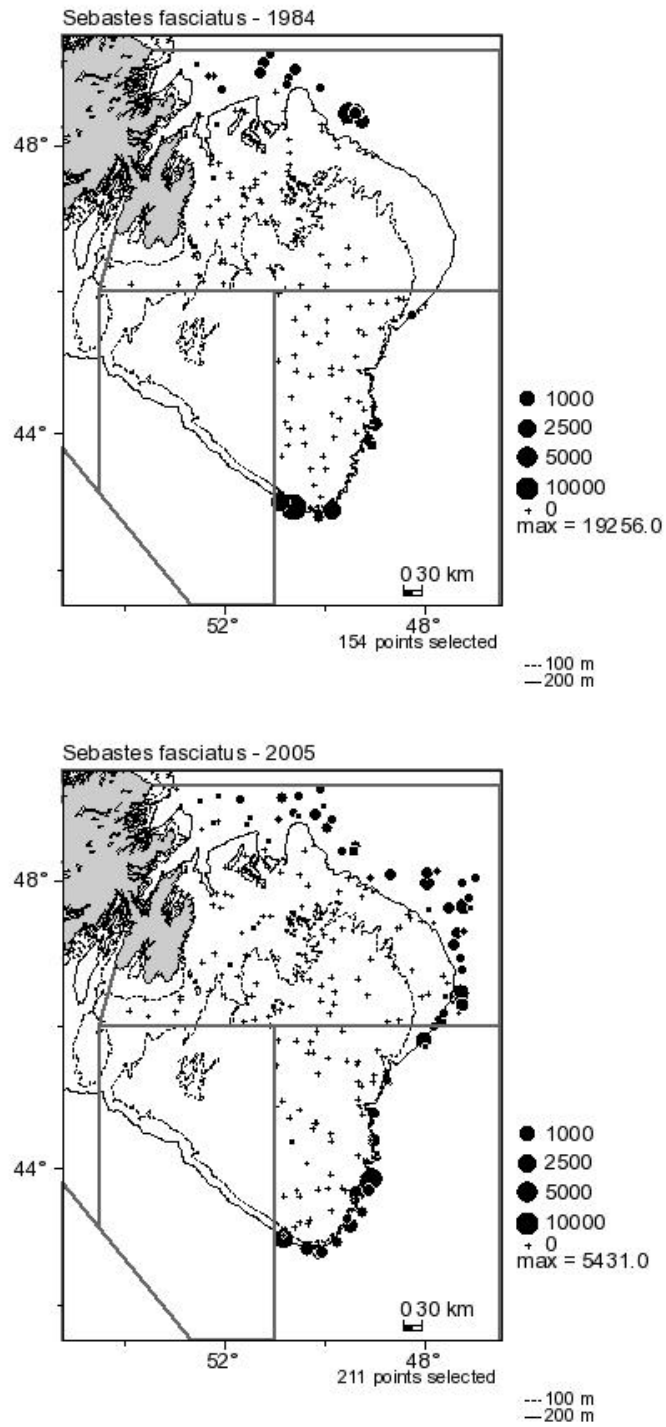 Sebastes fasciatus - 1984
48°
44°
1000
2500
5000
10000
0
max = 19256.0
0 30 km
52°
48°
154 points selected
100 m
200 m
Sebastes fasciatus - 2005
48°
44°
1000
2500
5000
10000
0
max = 5431.0
0 30 km
52°
48°
211 points selected
100 m
200 m